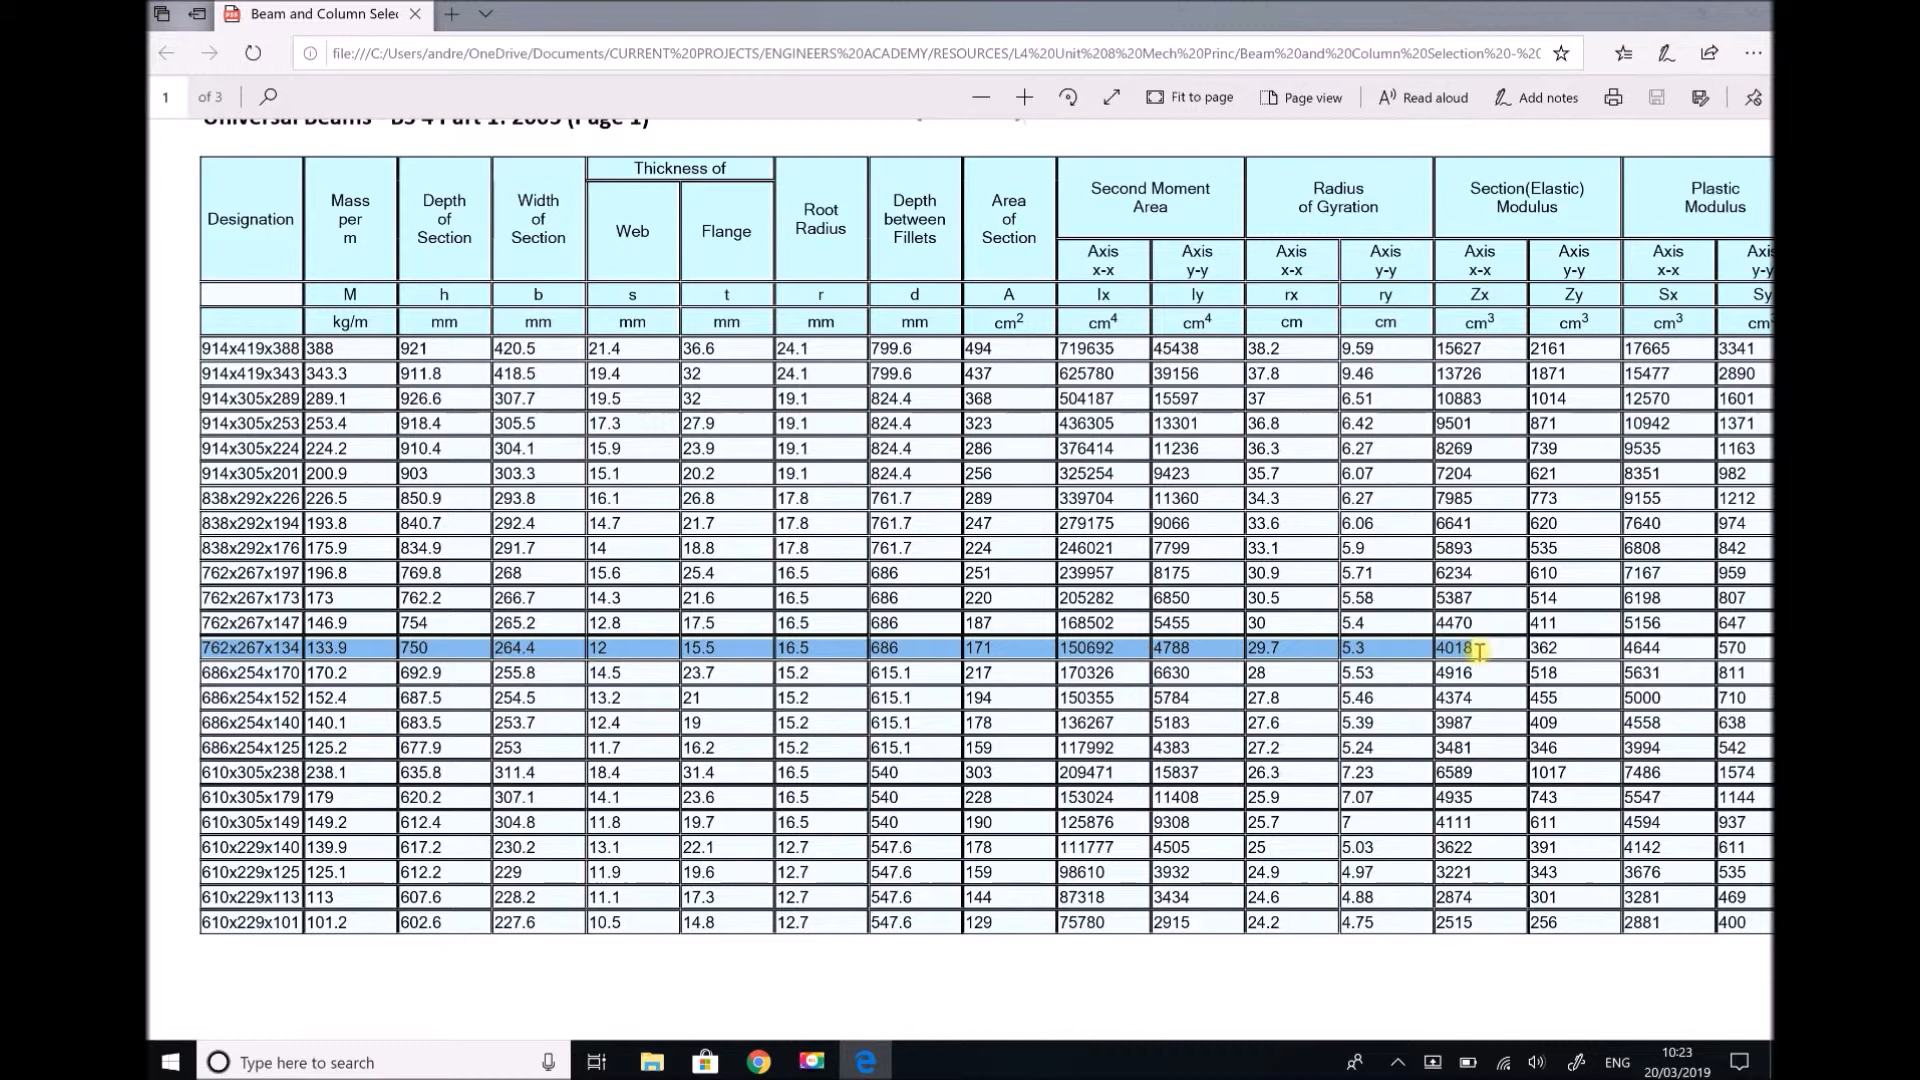 Beam and Column Selec
file:///C:/Users/andre/OneDrive/Documents/CURRENT%20PROJECTS/ENGINEERS%20ACADEMY/RESOURCES/L4%20Unit%208%20Mech%20Princ/Beam%20and%20Column%20Selection%20-%20(
1 of 3 Fit to page Page view Read aloud Add notes
Universal Beams - BS 4 Part 1: 2005 (Page 1)
Designation Mass per m Depth of Section Width of Section Thickness of Web Flange Root Radius Depth between Fillets Area of Section Second Moment Area Radius of Gyration Section(Elastic) Modulus Plastic Modulus
Axis x-x Axis y-y Axis x-x Axis y-y Axis x-x Axis y-y Axis x-x Axis y-y
M h b s t r d A Ix Iy rx ry Zx Zy Sx Sy
kg/m mm mm mm mm mm mm cm² cm⁴ cm⁴ cm cm cm³ cm³ cm³ cm³
914x419x388 388 921 420.5 21.4 36.6 24.1 799.6 494 719635 45438 38.2 9.59 15627 2161 17665 3341
914x419x343 343.3 911.8 418.5 19.4 32 24.1 799.6 437 625780 39156 37.8 9.46 13726 1871 15477 2890
914x305x289 289.1 926.6 307.7 19.5 32 19.1 824.4 368 504187 15597 37 6.51 10883 1014 12570 1601
914x305x253 253.4 918.4 305.5 17.3 27.9 19.1 824.4 323 436305 13301 36.8 6.42 9501 871 10942 1371
914x305x224 224.2 910.4 304.1 15.9 23.9 19.1 824.4 286 376414 11236 36.3 6.27 8269 739 9535 1163
914x305x201 200.9 903 303.3 15.1 20.2 19.1 824.4 256 325254 9423 35.7 6.07 7204 621 8351 982
838x292x226 226.5 850.9 293.8 16.1 26.8 17.8 761.7 289 339704 11360 34.3 6.27 7985 773 9155 1212
838x292x194 193.8 840.7 292.4 14.7 21.7 17.8 761.7 247 279175 9066 33.6 6.06 6641 620 7640 974
838x292x176 175.9 834.9 291.7 14 18.8 17.8 761.7 224 246021 7799 33.1 5.9 5893 535 6808 842
762x267x197 196.8 769.8 268 15.6 25.4 16.5 686 251 239957 8175 30.9 5.71 6234 610 7167 959
762x267x173 173 762.2 266.7 14.3 21.6 16.5 686 220 205282 6850 30.5 5.58 5387 514 6198 807
762x267x147 146.9 754 265.2 12.8 17.5 16.5 686 187 168502 5455 30 5.4 4470 411 5156 647
762x267x134 133.9 750 264.4 12 15.5 16.5 686 171 150692 4788 29.7 5.3 4018 362 4644 570
686x254x170 170.2 692.9 255.8 14.5 23.7 15.2 615.1 217 170326 6630 28 5.53 4916 518 5631 811
686x254x152 152.4 687.5 254.5 13.2 21 15.2 615.1 194 150355 5784 27.8 5.46 4374 455 5000 710
686x254x140 140.1 683.5 253.7 12.4 19 15.2 615.1 178 136267 5183 27.6 5.39 3987 409 4558 638
686x254x125 125.2 677.9 253 11.7 16.2 15.2 615.1 159 117992 4383 27.2 5.24 3481 346 3994 542
610x305x238 238.1 635.8 311.4 18.4 31.4 16.5 540 303 209471 15837 26.3 7.23 6589 1017 7486 1574
610x305x179 179 620.2 307.1 14.1 23.6 16.5 540 228 153024 11408 25.9 7.07 4935 743 5547 1144
610x305x149 149.2 612.4 304.8 11.8 19.7 16.5 540 190 125876 9308 25.7 7 4111 611 4594 937
610x229x140 139.9 617.2 230.2 13.1 22.1 12.7 547.6 178 111777 4505 25 5.03 3622 391 4142 611
610x229x125 125.1 612.2 229 11.9 19.6 12.7 547.6 159 98610 3932 24.9 4.97 3221 343 3676 535
610x229x113 113 607.6 228.2 11.1 17.3 12.7 547.6 144 87318 3434 24.6 4.88 2874 301 3281 469
610x229x101 101.2 602.6 227.6 10.5 14.8 12.7 547.6 129 75780 2915 24.2 4.75 2515 256 2881 400
Type here to search ENG 10:23
20/03/2019